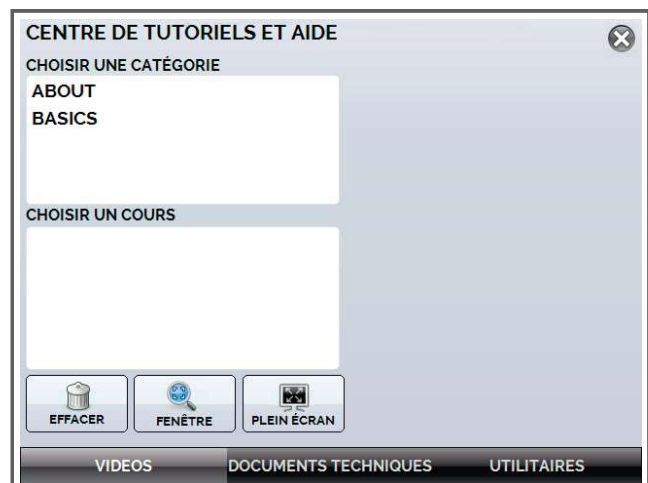 CENTRE DE TUTORIELS ET AIDE
CHOISIR UNE CATÉGORIE
ABOUT
BASICS
CHOISIR UN COURS
EFFACER FENÊTRE PLEIN ÉCRAN
VIDEOS DOCUMENTS TECHNIQUES UTILITAIRES